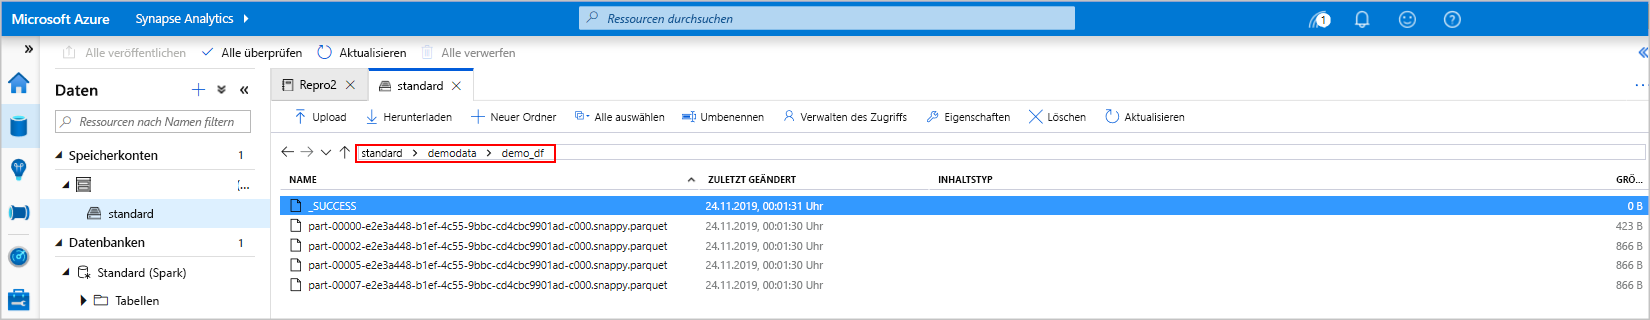 Microsoft Azure Synapse Analytics Ressourcen durchsuchen 1
Alle veröffentlichen Alle überprüfen Aktualisieren Alle verwerfen
Daten
Repro2 standard
Ressourcen nach Namen filtern
Upload Herunterladen Neuer Ordner Alle auswählen Umbenennen Verwalten des Zugriffs Eigenschaften Löschen Aktualisieren
Speicherkonten 1
standard > demodata > demo_df
[...
NAME ZULETZT GEÄNDERT INHALTSTYP GRÖ...
standard
_SUCCESS 24.11.2019, 00:01:31 Uhr 0 B
part-00000-e2e3a448-b1ef-4c55-9bbc-cd4cbc9901ad-c000.snappy.parquet 24.11.2019, 00:01:30 Uhr 423 B
Datenbanken 1
part-00002-e2e3a448-b1ef-4c55-9bbc-cd4cbc9901ad-c000.snappy.parquet 24.11.2019, 00:01:30 Uhr 866 B
Standard (Spark)
part-00005-e2e3a448-b1ef-4c55-9bbc-cd4cbc9901ad-c000.snappy.parquet 24.11.2019, 00:01:30 Uhr 866 B
part-00007-e2e3a448-b1ef-4c55-9bbc-cd4cbc9901ad-c000.snappy.parquet 24.11.2019, 00:01:30 Uhr 866 B
Tabellen